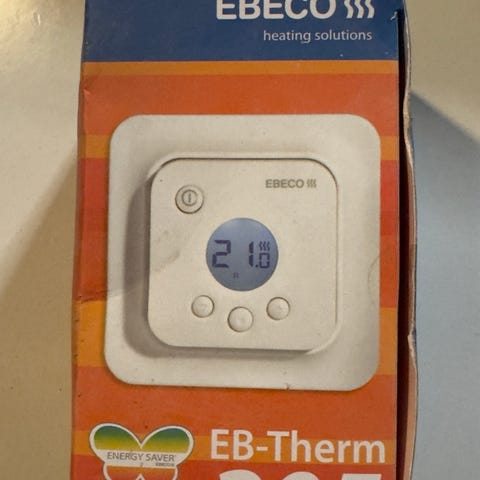 EBECO
heating solutions
EBECO
21.0
ENERGY SAVER
EB-Therm